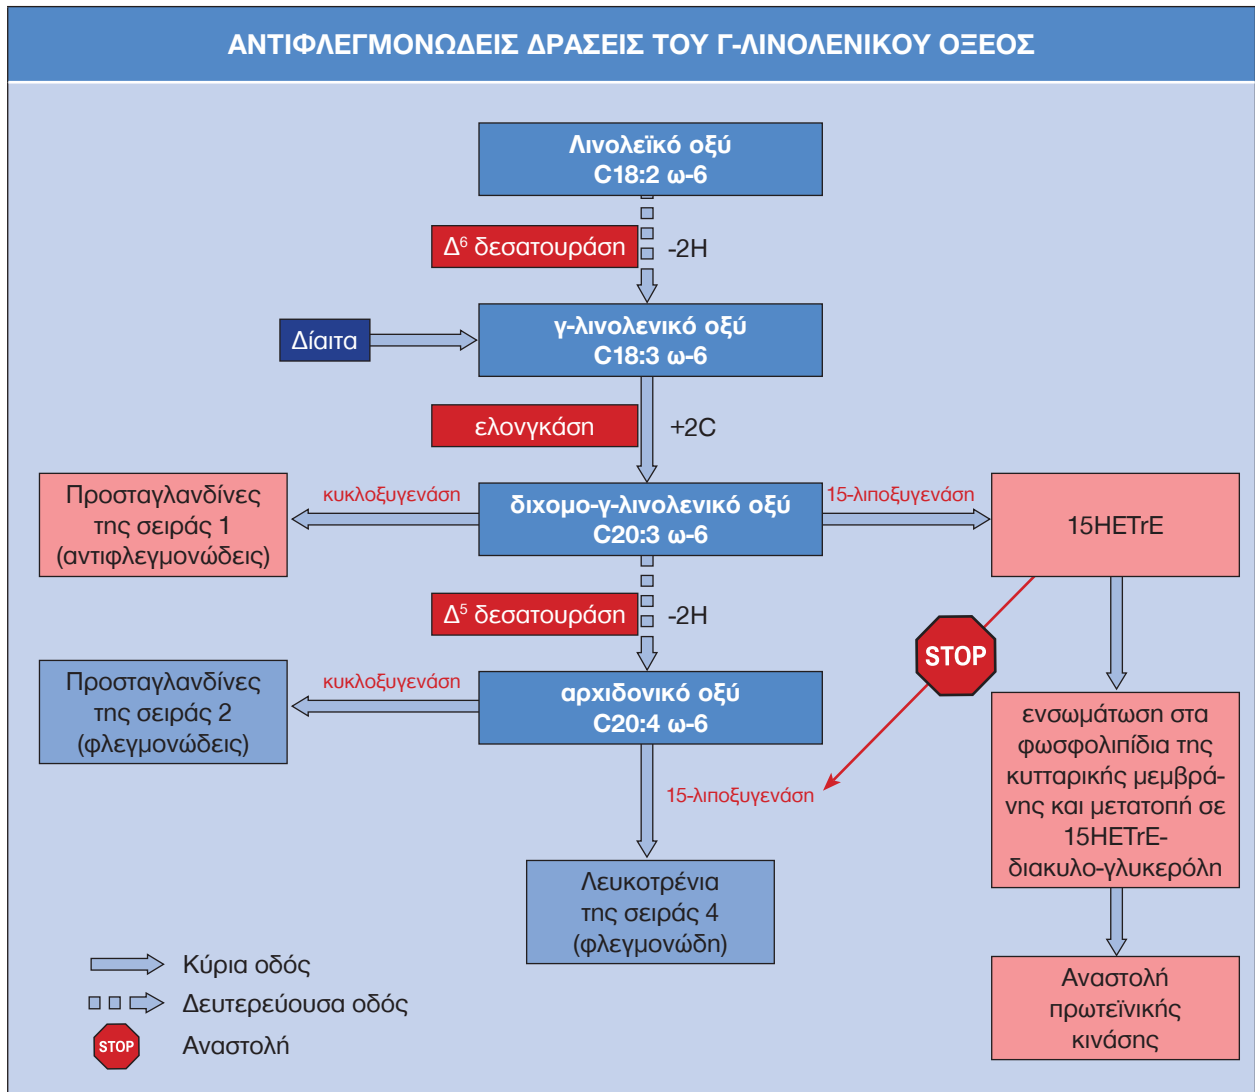 ΑΝΤΙΦΛΕΓΜΟΝΩΔΕΙΣ ΔΡΑΣΕΙΣ ΤΟΥ Γ-ΛΙΝΟΛΕΝΙΚΟΥ ΟΞΕΟΣ
Λινολεϊκό οξύ
C18:2 ω-6
Δ⁶ δεσατουράση
-2H
Δίαιτα
γ-λινολενικό οξύ
C18:3 ω-6
ελονγκάση
+2C
Προσταγλανδίνες
της σειράς 1
(αντιφλεγμονώδεις)
κυκλοξυγενάση
διχομο-γ-λινολενικό οξύ
C20:3 ω-6
15-λιποξυγενάση
15HETrE
Δ⁵ δεσατουράση
-2H
STOP
Προσταγλανδίνες
της σειράς 2
(φλεγμονώδεις)
κυκλοξυγενάση
αρχιδονικό οξύ
C20:4 ω-6
15-λιποξυγενάση
ενσωμάτωση στα
φωσφολιπίδια της
κυτταρικής μεμβρά-
νης και μετατοπή σε
15HETrE-
διακυλο-γλυκερόλη
Λευκοτρένια
της σειράς 4
(φλεγμονώδη)
Αναστολή
πρωτεϊνικής
κινάσης
Κύρια οδός
Δευτερεύουσα οδός
STOP
Αναστολή